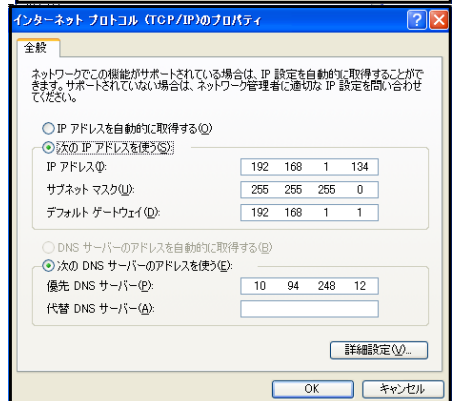 インターネット プロトコル (TCP/IP)のプロパティ
全般
ネットワークでこの機能がサポートされている場合は、IP 設定を自動的に取得することがで
きます。サポートされていない場合は、ネットワーク管理者に適切な IP 設定を問い合わせ
てください。
IP アドレスを自動的に取得する(O)
次の IP アドレスを使う(S):
IP アドレス(I): 192 168 1 134
サブネット マスク(U): 255 255 255 0
デフォルト ゲートウェイ(D): 192 168 1 1
DNS サーバーのアドレスを自動的に取得する(B)
次の DNS サーバーのアドレスを使う(E):
優先 DNS サーバー(P): 10 94 248 12
代替 DNS サーバー(A):
詳細設定(V)...
OK キャンセル